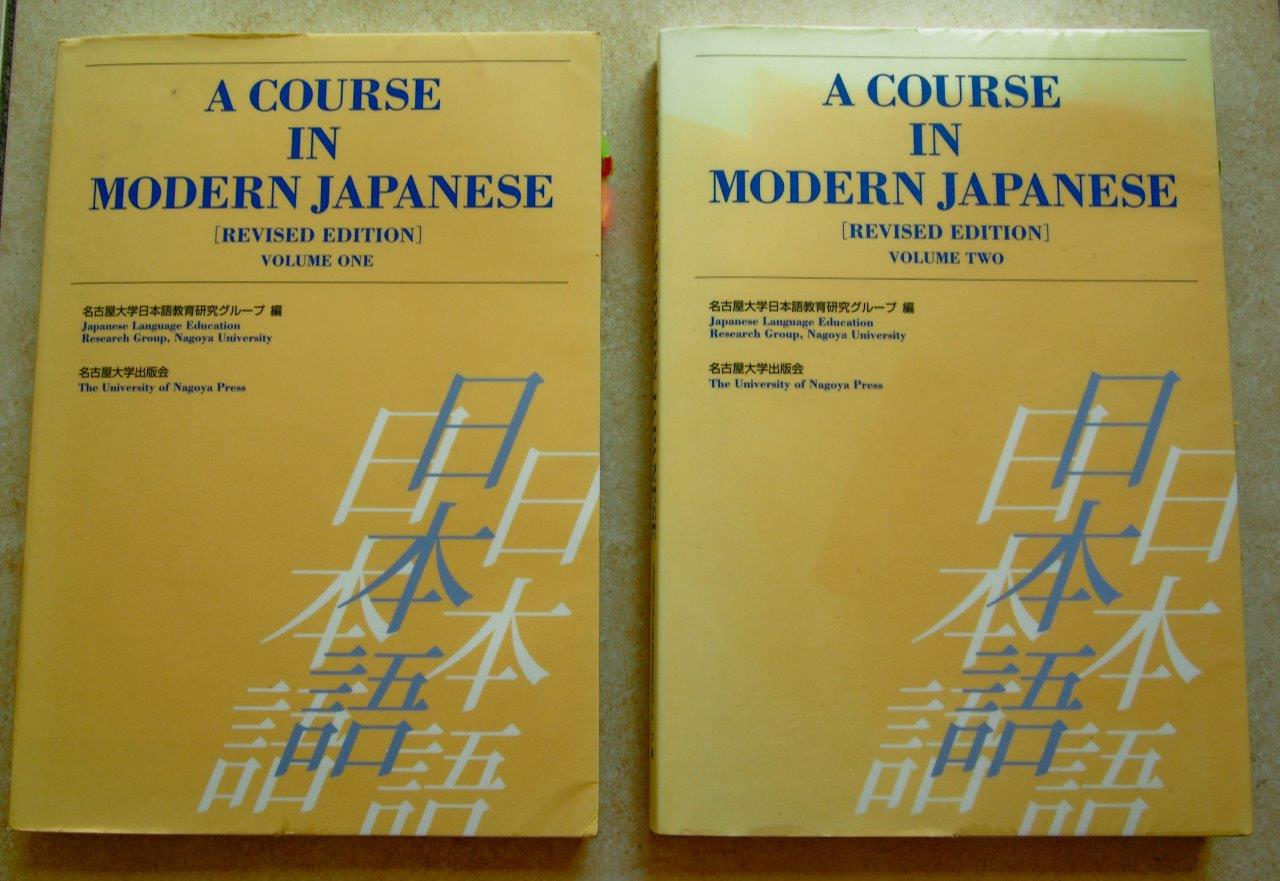 A COURSE
IN
MODERN JAPANESE
[REVISED EDITION]
VOLUME ONE
名古屋大学日本語教育研究グループ 編
Japanese Language Education
Research Group, Nagoya University
名古屋大学出版会
The University of Nagoya Press
日本語
日本語
日本語
A COURSE
IN
MODERN JAPANESE
[REVISED EDITION]
VOLUME TWO
名古屋大学日本語教育研究グループ 編
Japanese Language Education
Research Group, Nagoya University
名古屋大学出版会
The University of Nagoya Press
日本語
日本語
日本語